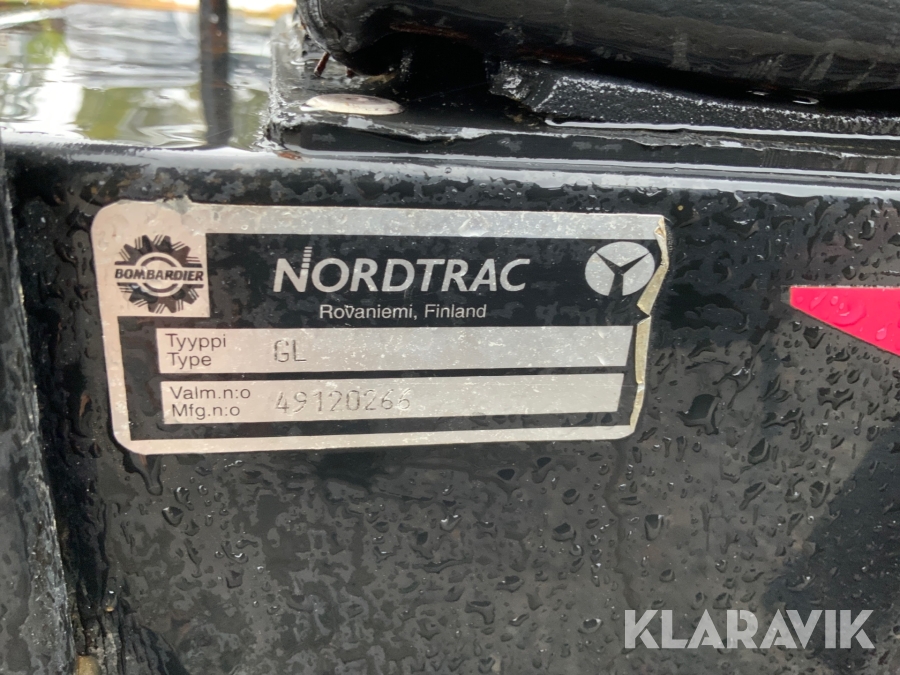 BOMBARDIER
NORDTRAC
Rovaniemi, Finland
Tyyppi
Type
GL
Valm.n:o
Mfg.n:o
49120266
KLARAVIK